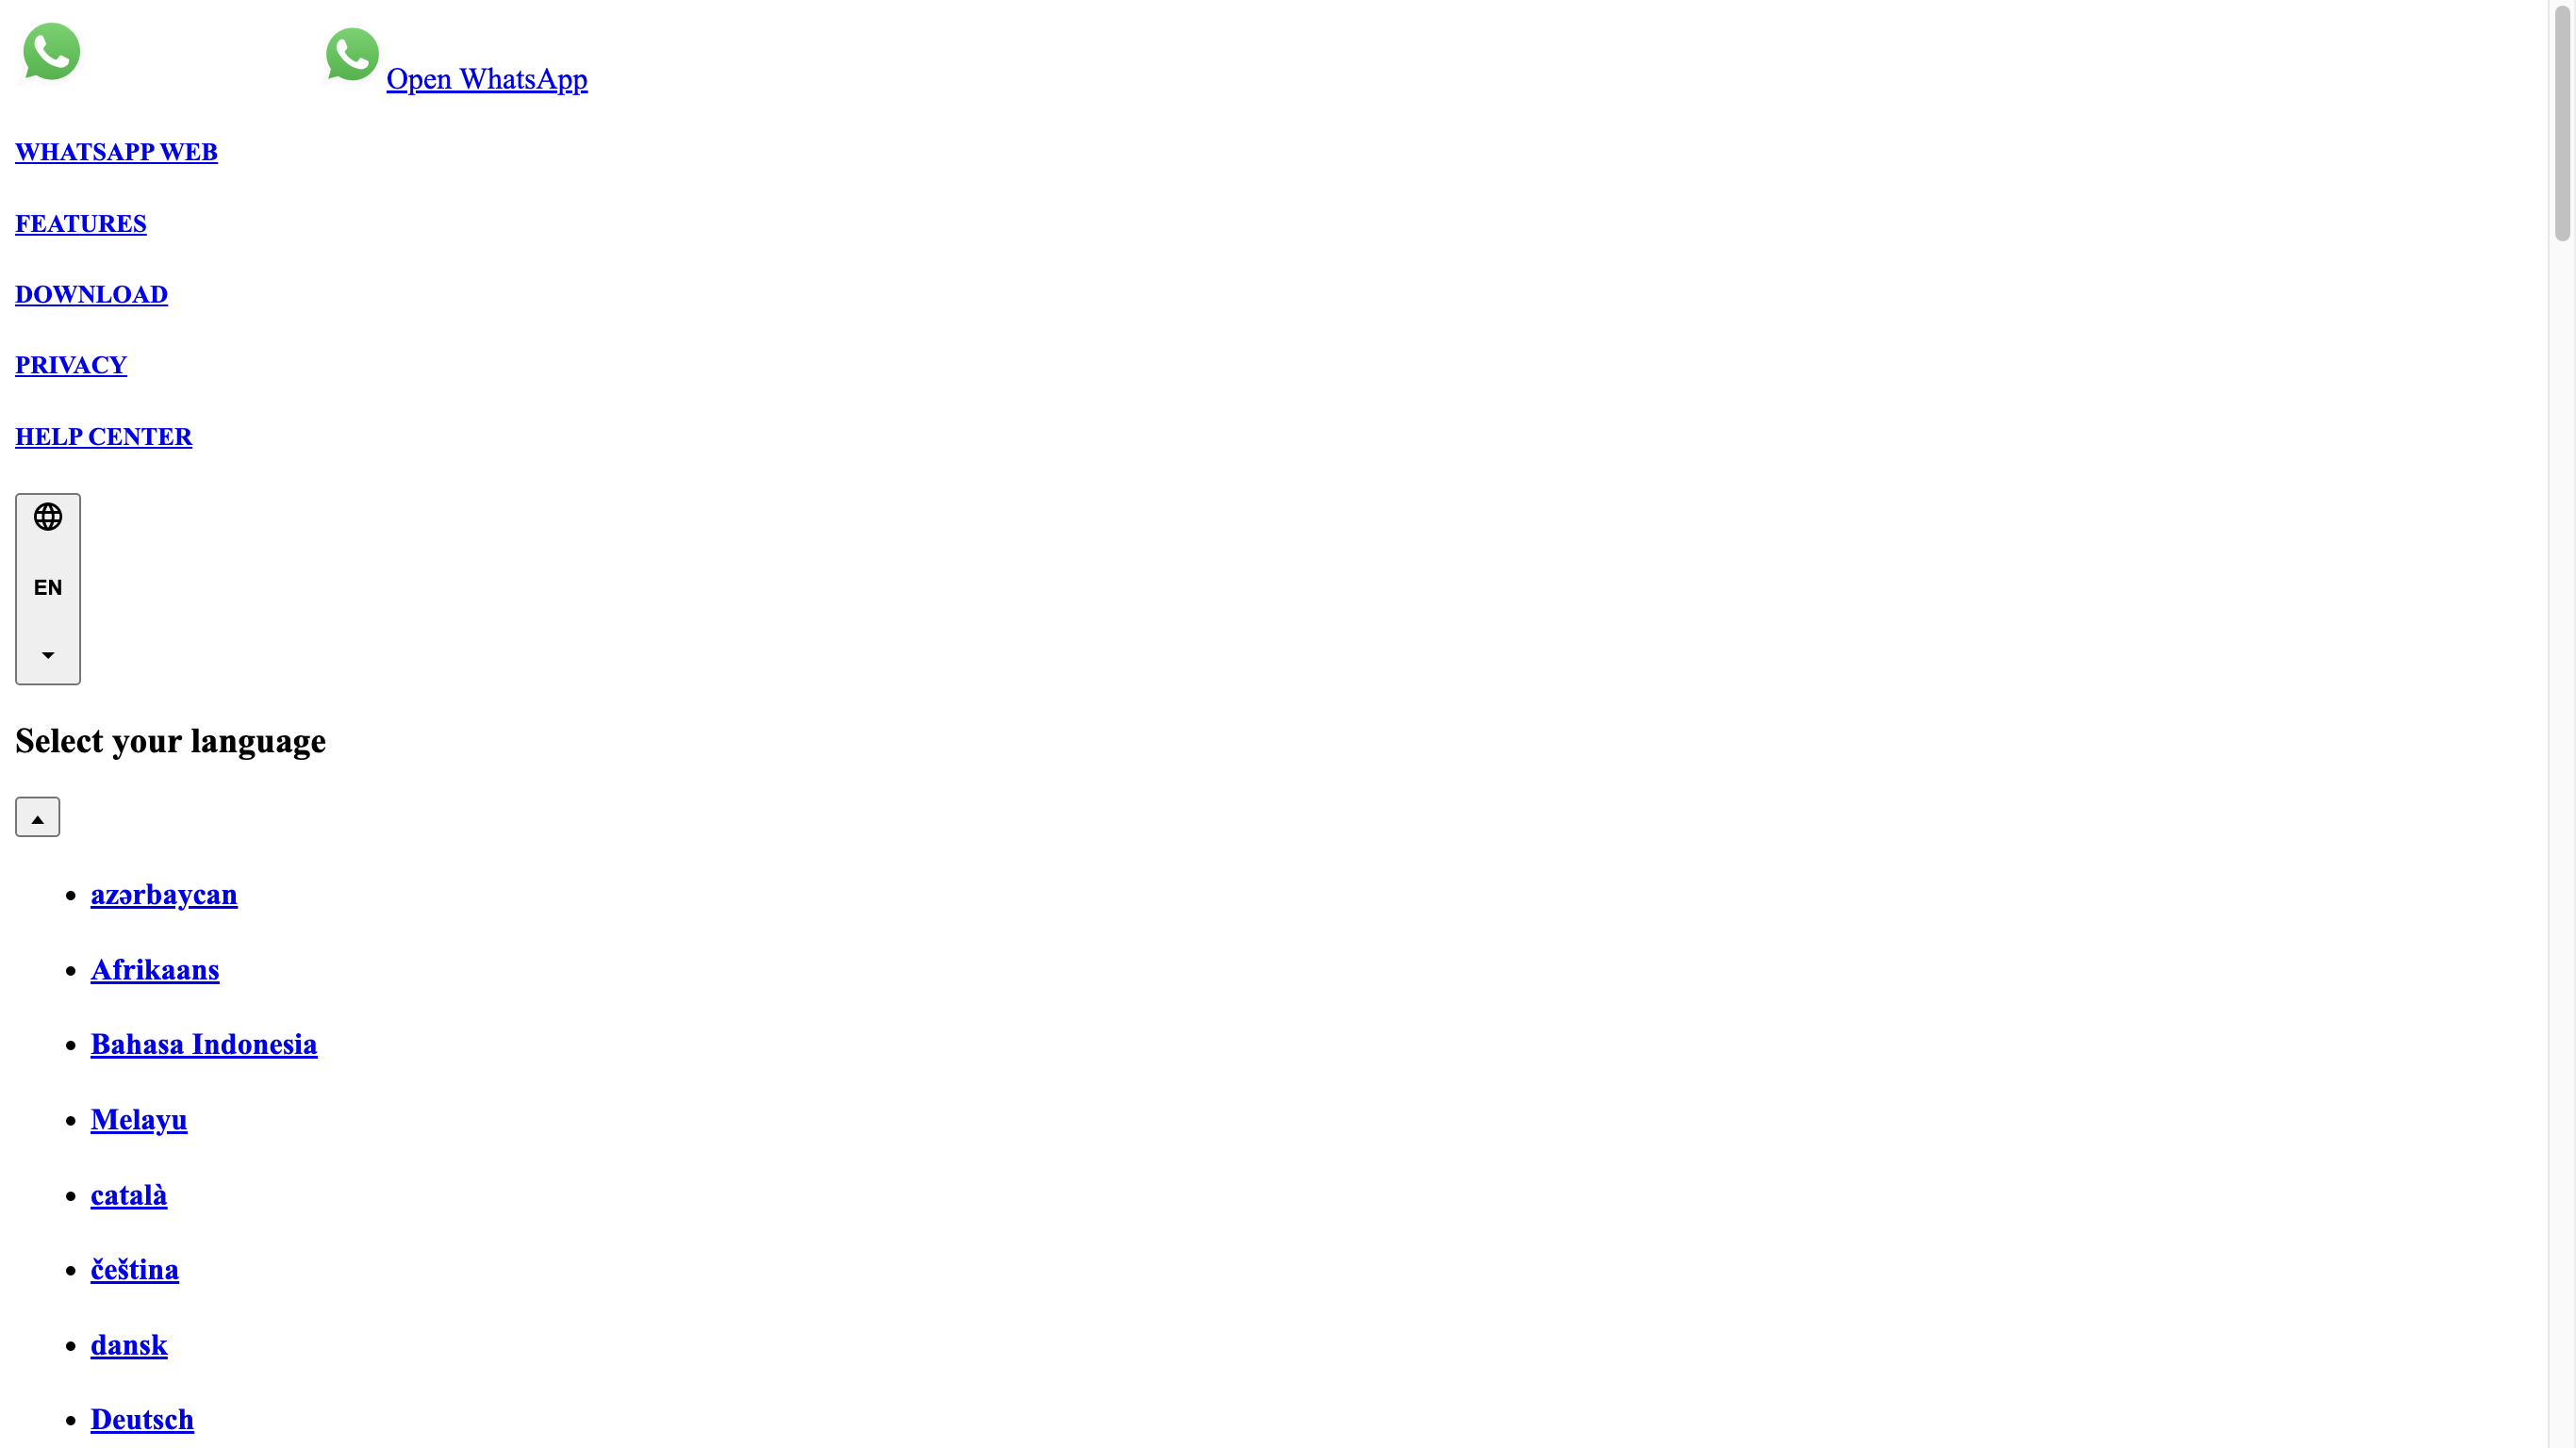 Open WhatsApp
WHATSAPP WEB
FEATURES
DOWNLOAD
PRIVACY
HELP CENTER
EN
Select your language
azərbaycan
Afrikaans
Bahasa Indonesia
Melayu
català
čeština
dansk
Deutsch